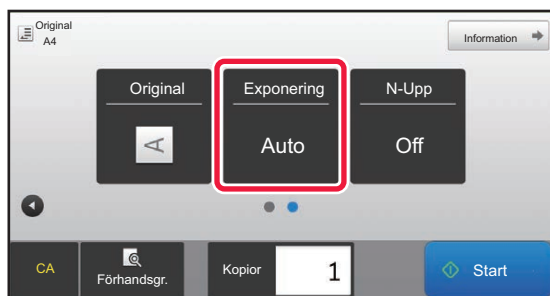 Original
A4
Information
Original
Exponering
N-Upp
A
Auto
Off
CA
Förhandsgr.
Kopior
1
Start